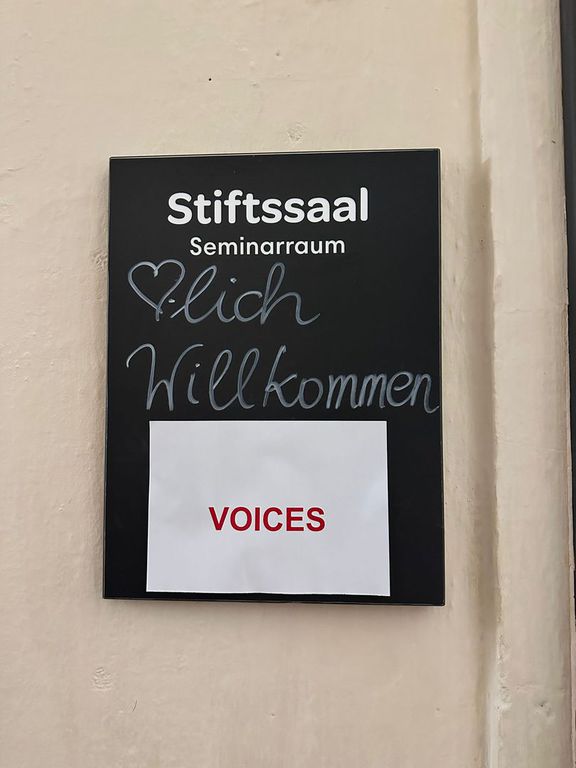 Stiftssaal
Seminarraum
♡lich
Willkommen
VOICES